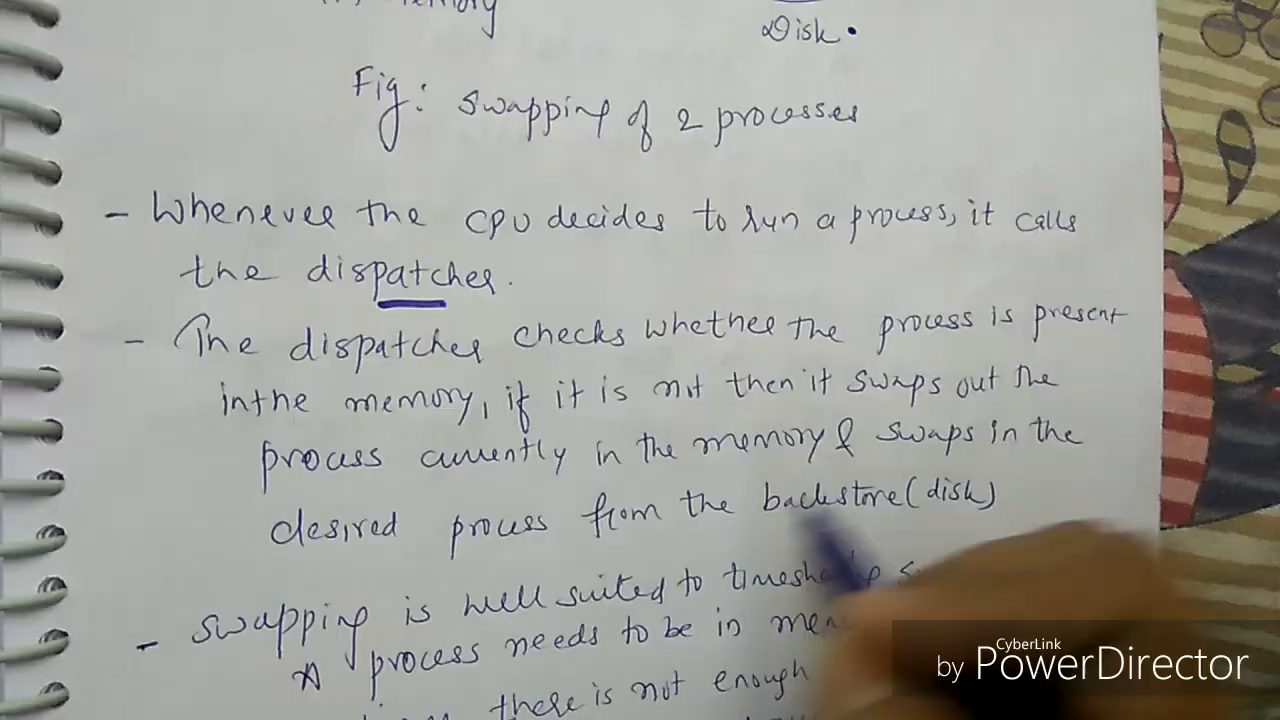 Memory
Disk.
Fig: swapping of 2 processes
- Whenever the CPU decides to run a process, it calls
the dispatcher.
- The dispatcher checks whether the process is present
in the memory, if it is not then it swaps out the
process currently in the memory & swaps in the
desired process from the backstore (disk)
- Swapping is well suited to
A process needs to be in
there is not enough
CyberLink
by PowerDirector